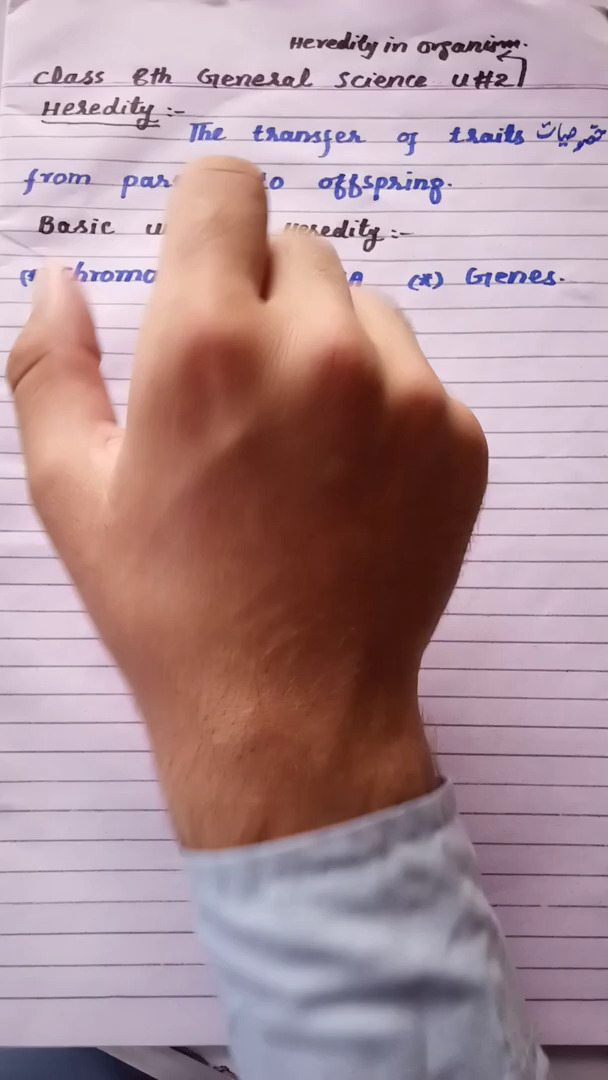 Heredity in organism.
Class 8th General Science U#2
Heredity :-
The transfer of traits خصوصیات
from par to offspring.
Basic u heredity :-
(*) chromo A (*) Genes.